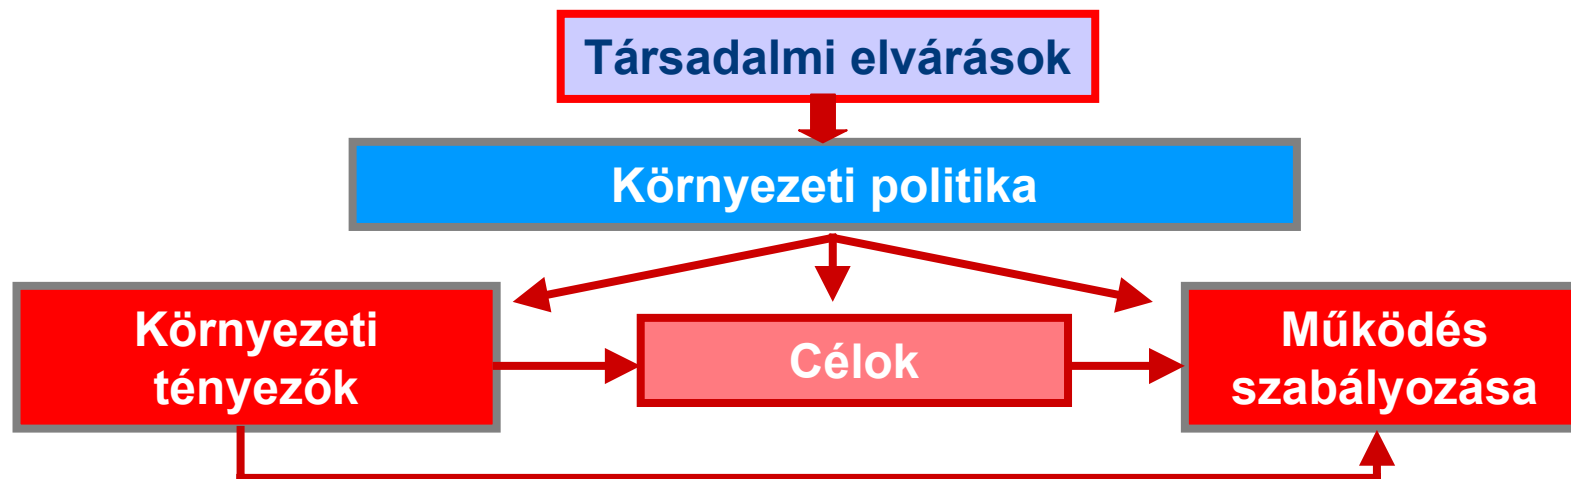 Társadalmi elvárások
Környezeti politika
Környezeti
tényezők
Célok
Működés
szabályozása